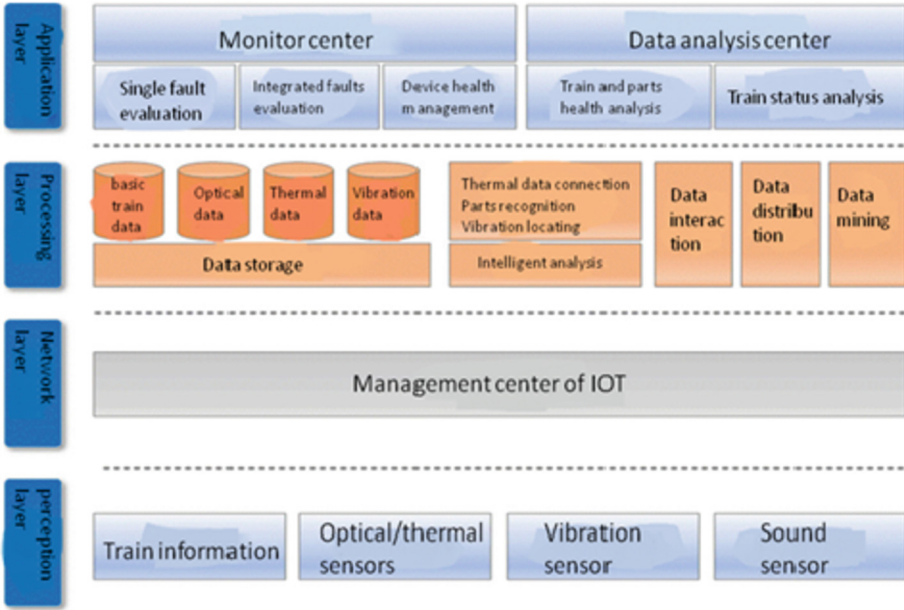 Application
layer
Monitor center
Data analysis center
Single fault
evaluation
Integrated faults
evaluation
Device health
management
Train and parts
health analysis
Train status analysis
Processing
layer
basic
train
data
Optical
data
Thermal
data
Vibration
data
Data storage
Thermal data connection
Parts recognition
Vibration locating
Intelligent analysis
Data
interac
tion
Data
distribu
tion
Data
mining
Network
layer
Management center of IOT
perception
layer
Train information
Optical/thermal
sensors
Vibration
sensor
Sound
sensor